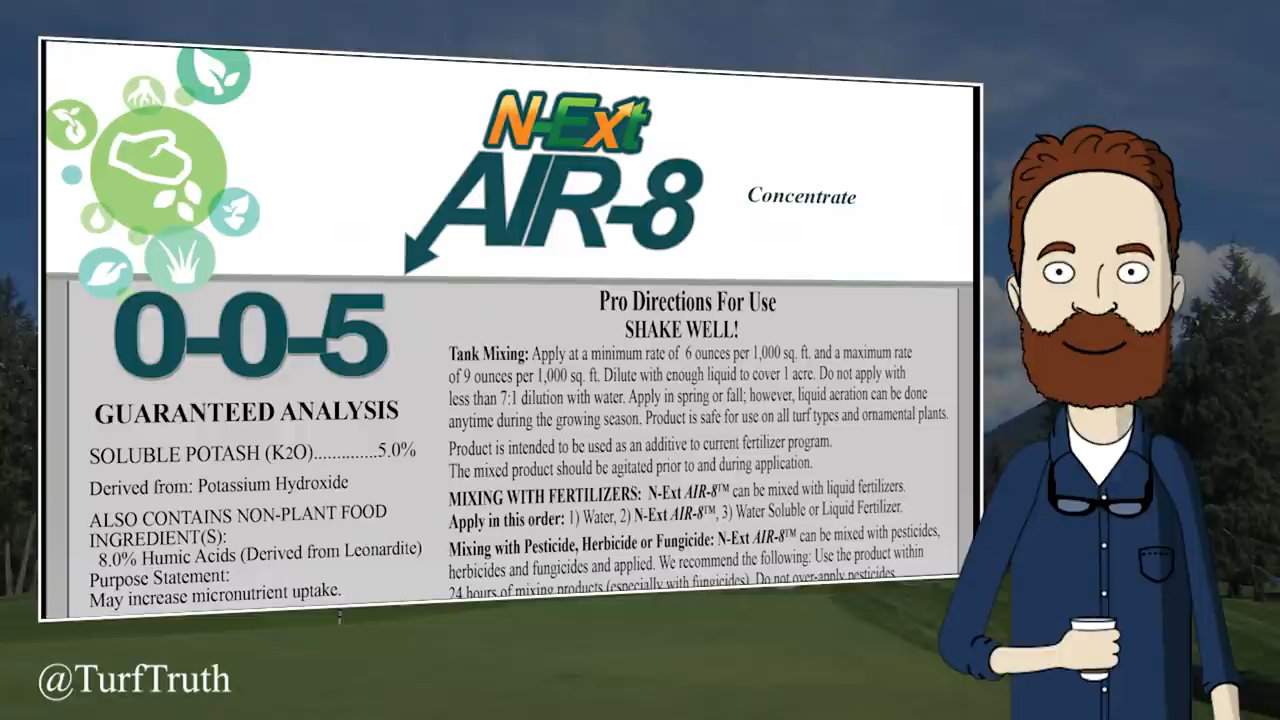 N-Ext
AIR-8
Concentrate
0-0-5
GUARANTEED ANALYSIS
SOLUBLE POTASH (K2O).............5.0%
Derived from: Potassium Hydroxide
ALSO CONTAINS NON-PLANT FOOD
INGREDIENT(S):
8.0% Humic Acids (Derived from Leonardite)
Purpose Statement:
May increase micronutrient uptake.
Pro Directions For Use
SHAKE WELL!
Tank Mixing: Apply at a minimum rate of 6 ounces per 1,000 sq. ft. and a maximum rate
of 9 ounces per 1,000 sq. ft. Dilute with enough liquid to cover 1 acre. Do not apply with
less than 7:1 dilution with water. Apply in spring or fall; however, liquid aeration can be done
anytime during the growing season. Product is safe for use on all turf types and ornamental plants.
Product is intended to be used as an additive to current fertilizer program.
The mixed product should be agitated prior to and during application.
MIXING WITH FERTILIZERS: N-Ext AIR-8™ can be mixed with liquid fertilizers.
Apply in this order: 1) Water, 2) N-Ext AIR-8™, 3) Water Soluble or Liquid Fertilizer.
Mixing with Pesticide, Herbicide or Fungicide: N-Ext AIR-8™ can be mixed with pesticides,
herbicides and fungicides and applied. We recommend the following: Use the product within
24 hours of mixing products (especially with fungicides). Do not over-apply pesticides
@TurfTruth